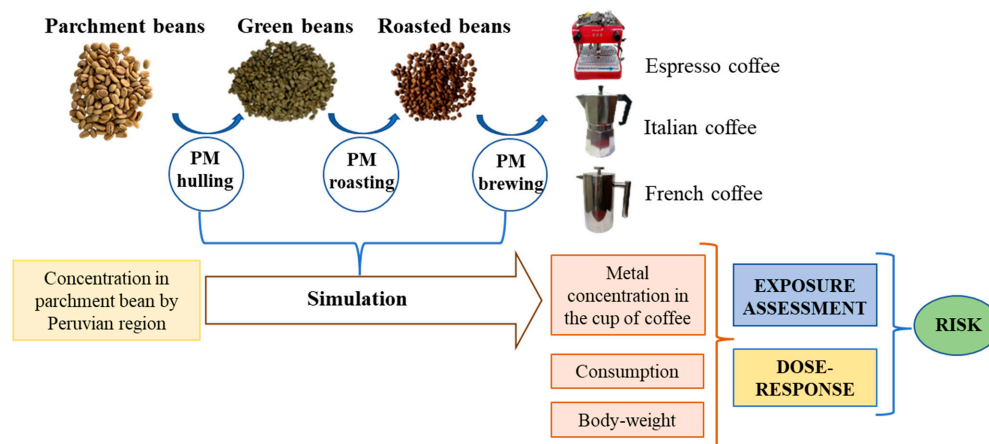 Parchment beans
Green beans
Roasted beans
Espresso coffee
Italian coffee
French coffee
PM
hulling
PM
roasting
PM
brewing
Concentration in
parchment bean by
Peruvian region
Simulation
Metal
concentration in
the cup of coffee
Consumption
Body-weight
EXPOSURE
ASSESSMENT
DOSE-
RESPONSE
RISK